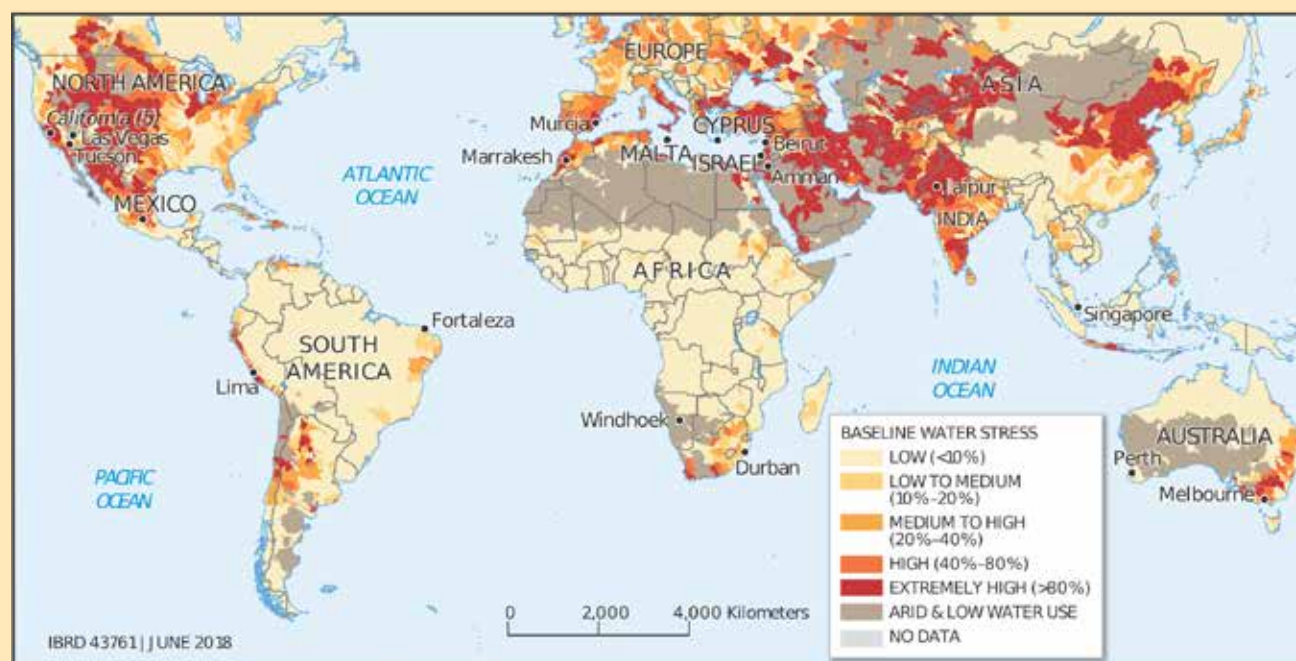 EUROPE
NORTH AMERICA
ASIA
California (5)
Las Vegas
Tucson
Murcia
CYPRUS
Beirut
MALTA
Marrakesh
ISRAEL
Amman
ATLANTIC
OCEAN
Jaipur
MEXICO
INDIA
AFRICA
Singapore
Fortaleza
SOUTH
AMERICA
Lima
INDIAN
OCEAN
Windhoek
Durban
PACIFIC
OCEAN
AUSTRALIA
Perth
Melbourne
BASELINE WATER STRESS
LOW (<10%)
LOW TO MEDIUM
(10%–20%)
MEDIUM TO HIGH
(20%–40%)
HIGH (40%–80%)
EXTREMELY HIGH (>80%)
ARID & LOW WATER USE
NO DATA
0 2,000 4,000 Kilometers
IBRD 43761 | JUNE 2018